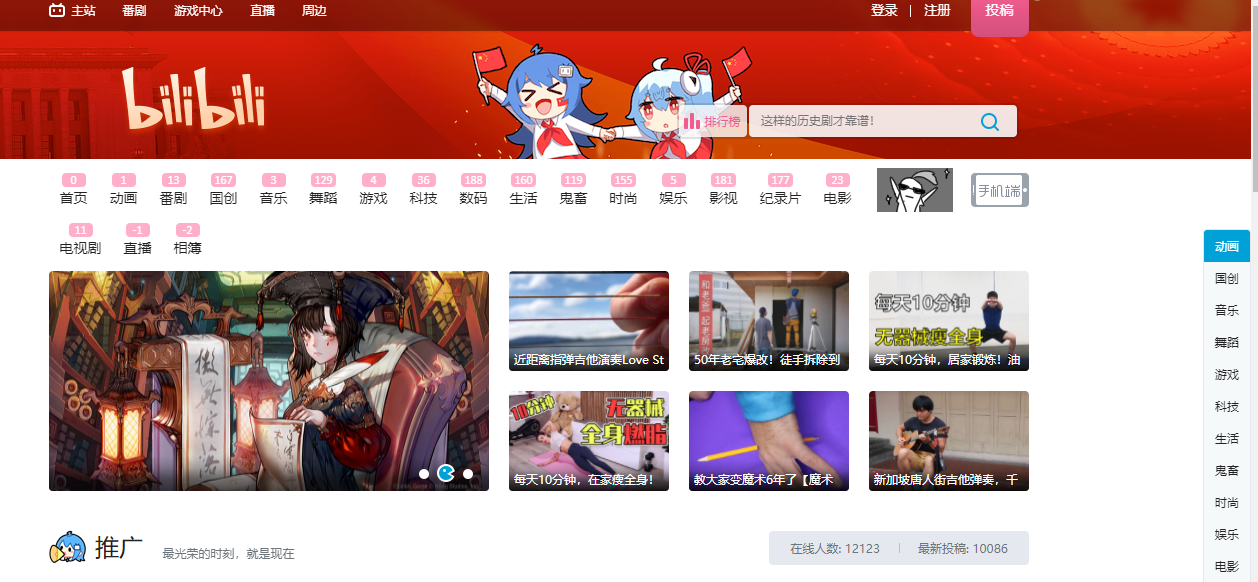 主站 番剧 游戏中心 直播 周边 登录 | 注册 投稿
bilibili
排行榜 这样的历史剧才靠谱!
0 1 13 167 3 129 4 36 188 160 119 155 5 181 177 23
首页 动画 番剧 国创 音乐 舞蹈 游戏 科技 数码 生活 鬼畜 时尚 娱乐 影视 纪录片 电影
手机端
11 -1 -2
电视剧 直播 相簿
和老爸一起老房
每天10分钟
无器械瘦全身
近距离指弹吉他演奏Love St
50年老宅爆改！徒手拆除到
每天10分钟，居家锻炼！油
10分钟
无器械
全身燃脂
每天10分钟，在家瘦全身！
教大家变魔术6年了【魔术
新加坡唐人街吉他弹奏，千
推广 最光荣的时刻，就是现在
在线人数: 12123 | 最新投稿: 10086
动画
国创
音乐
舞蹈
游戏
科技
生活
鬼畜
时尚
娱乐
电影